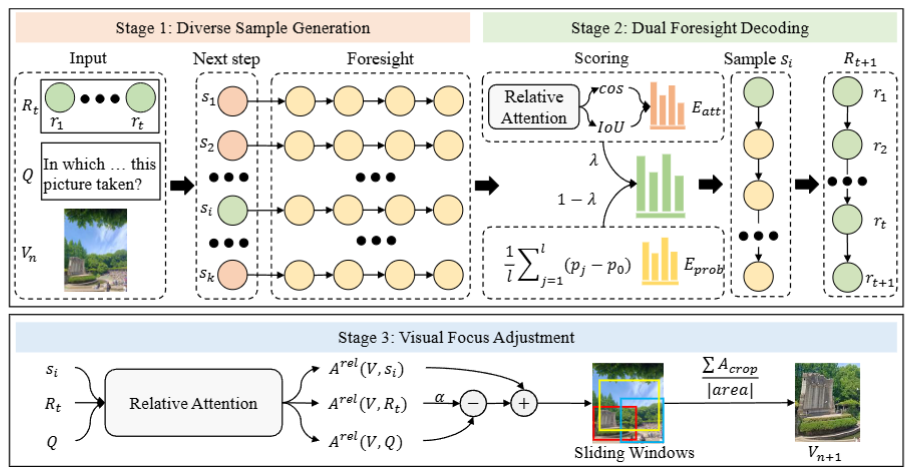 Stage 1: Diverse Sample Generation
Stage 2: Dual Foresight Decoding
Input
Next step
Foresight
Scoring
Sample s_i
R_{t+1}
R_t
r_1
r_t
Q
In which … this
picture taken?
V_n
s_1
s_2
s_i
s_k
Relative
Attention
cos
IoU
E_{att}
λ
1 − λ
\frac{1}{l} \sum_{j=1}^{l} (p_j − p_0)
E_{prob}
r_1
r_2
r_t
r_{t+1}
Stage 3: Visual Focus Adjustment
s_i
R_t
Q
Relative Attention
A^{rel}(V, s_i)
A^{rel}(V, R_t)
A^{rel}(V, Q)
α
−
+
Sliding Windows
\frac{\sum A_{crop}}{|area|}
V_{n+1}